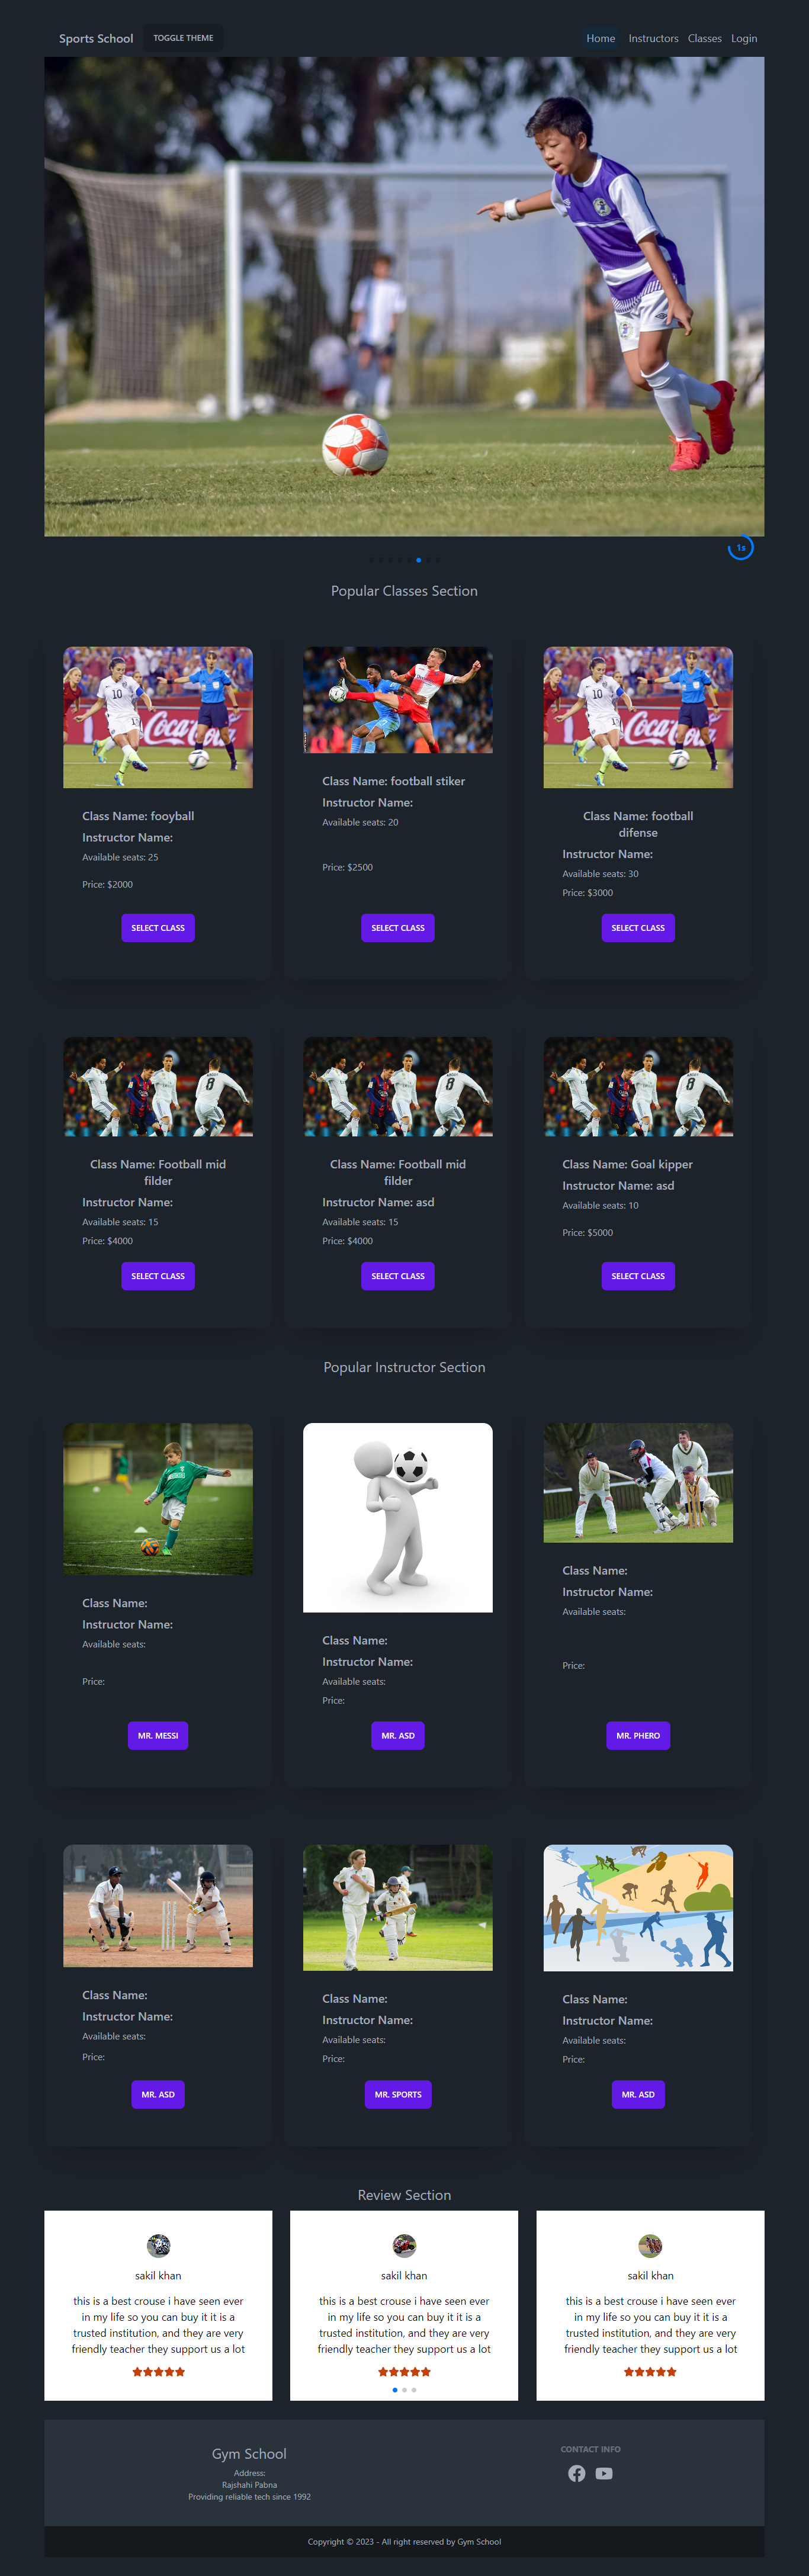 Sports School
TOGGLE THEME
Home
Instructors
Classes
Login
1s
Popular Classes Section
10
Coca-Cola
Class Name: fooyball
Instructor Name:
Available seats: 25
Price: $2000
SELECT CLASS
Class Name: football stiker
Instructor Name:
Available seats: 20
Price: $2500
SELECT CLASS
10
Coca-Cola
Class Name: football
difense
Instructor Name:
Available seats: 30
Price: $3000
SELECT CLASS
8
Class Name: Football mid
filder
Instructor Name:
Available seats: 15
Price: $4000
SELECT CLASS
8
Class Name: Football mid
filder
Instructor Name: asd
Available seats: 15
Price: $4000
SELECT CLASS
8
Class Name: Goal kipper
Instructor Name: asd
Available seats: 10
Price: $5000
SELECT CLASS
Popular Instructor Section
Class Name:
Instructor Name:
Available seats:
Price:
MR. MESSI
Class Name:
Instructor Name:
Available seats:
Price:
MR. ASD
Class Name:
Instructor Name:
Available seats:
Price:
MR. PHERO
Class Name:
Instructor Name:
Available seats:
Price:
MR. ASD
Class Name:
Instructor Name:
Available seats:
Price:
MR. SPORTS
Class Name:
Instructor Name:
Available seats:
Price:
MR. ASD
Review Section
sakil khan
this is a best crouse i have seen ever
in my life so you can buy it it is a
trusted institution, and they are very
friendly teacher they support us a lot
sakil khan
this is a best crouse i have seen ever
in my life so you can buy it it is a
trusted institution, and they are very
friendly teacher they support us a lot
sakil khan
this is a best crouse i have seen ever
in my life so you can buy it it is a
trusted institution, and they are very
friendly teacher they support us a lot
Gym School
Address:
Rajshahi Pabna
Providing reliable tech since 1992
CONTACT INFO
Copyright © 2023 - All right reserved by Gym School